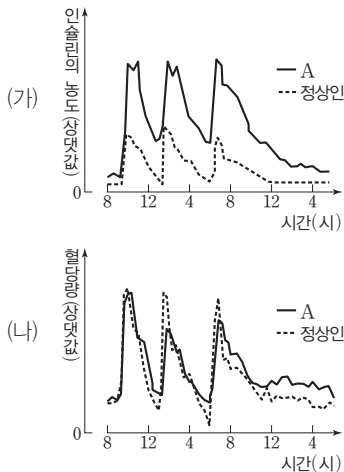 (가)
인슐린의 농도(상댓값)
A
정상인
0
8 12 4 8 12 4
시간(시)
(나)
혈당량(상댓값)
A
정상인
0
8 12 4 8 12 4
시간(시)